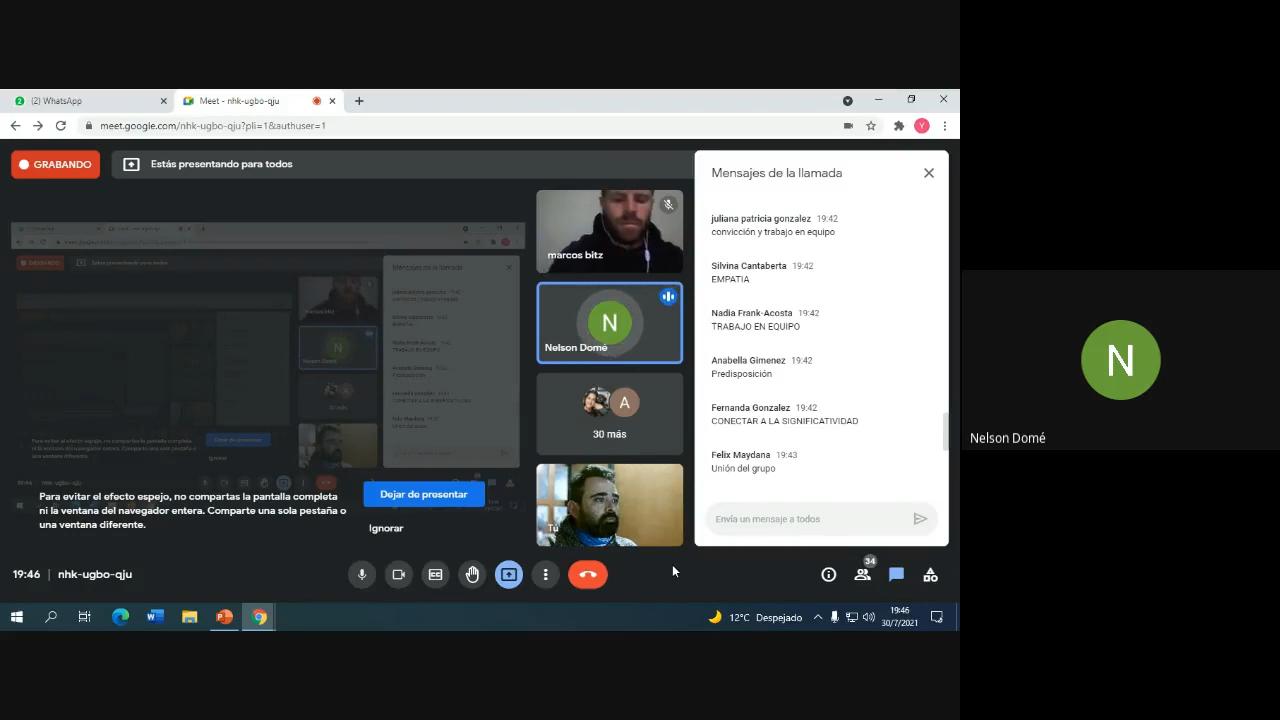 (2) WhatsApp
Meet - nhk-ugbo-qju
meet.google.com/nhk-ugbo-qju?pli=1&authuser=1
Y
GRABANDO
Estás presentando para todos
Mensajes de la llamada
juliana patricia gonzalez 19:42
convicción y trabajo en equipo
Silvina Cantaberta 19:42
EMPATIA
Nadia Frank-Acosta 19:42
TRABAJO EN EQUIPO
Anabella Gimenez 19:42
Predisposición
Fernanda Gonzalez 19:42
CONECTAR A LA SIGNIFICATIVIDAD
Felix Maydana 19:43
Unión del grupo
Envía un mensaje a todos
marcos bitz
N
Nelson Domé
A
30 más
Tú
Para evitar el efecto espejo, no compartas la pantalla completa
ni la ventana del navegador entera. Comparte una sola pestaña o
una ventana diferente.
Dejar de presentar
Ignorar
19:46 | nhk-ugbo-qju
34
12°C Despejado
19:46
30/7/2021
N
Nelson Domé